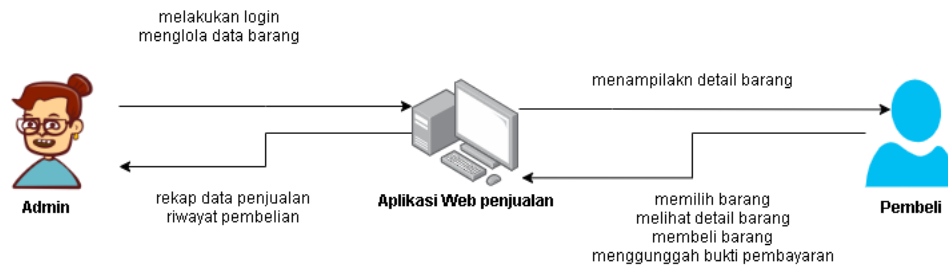 melakukan login
menglola data barang
menampilakn detail barang
Admin
rekap data penjualan
riwayat pembelian
Aplikasi Web penjualan
memilih barang
melihat detail barang
membeli barang
menggunggah bukti pembayaran
Pembeli